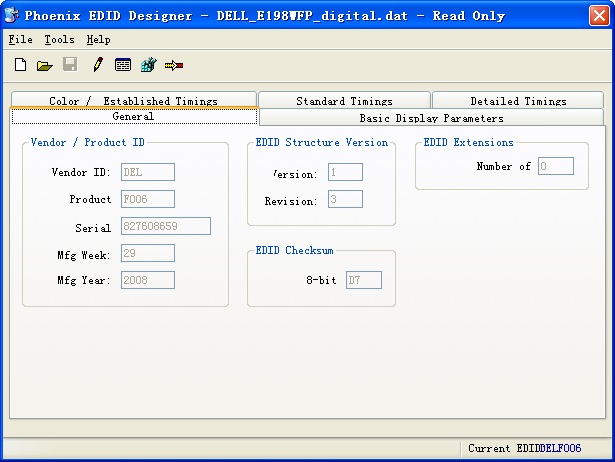 Phoenix EDID Designer - DELL_E198WFP_digital.dat - Read Only
File Tools Help
Color / Established Timings Standard Timings Detailed Timings
General Basic Display Parameters
Vendor / Product ID
Vendor ID: DEL
Product F006
Serial 827608659
Mfg Week: 29
Mfg Year: 2008
EDID Structure Version
Version: 1
Revision: 3
EDID Checksum
8-bit D7
EDID Extensions
Number of 0
Current EDID DELF006